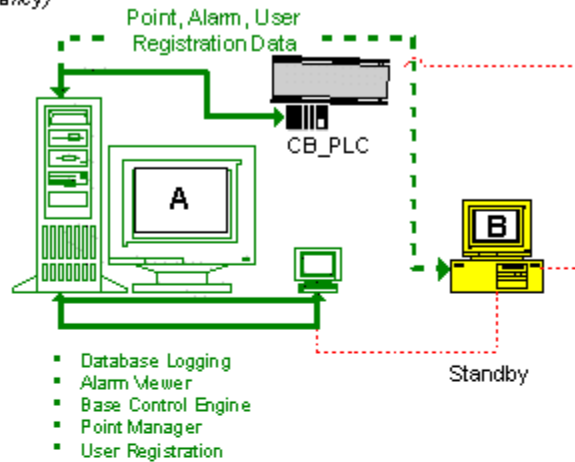 Point, Alarm, User
Registration Data
CB_PLC
A
B
Standby
Database Logging
Alarm Viewer
Base Control Engine
Point Manager
User Registration